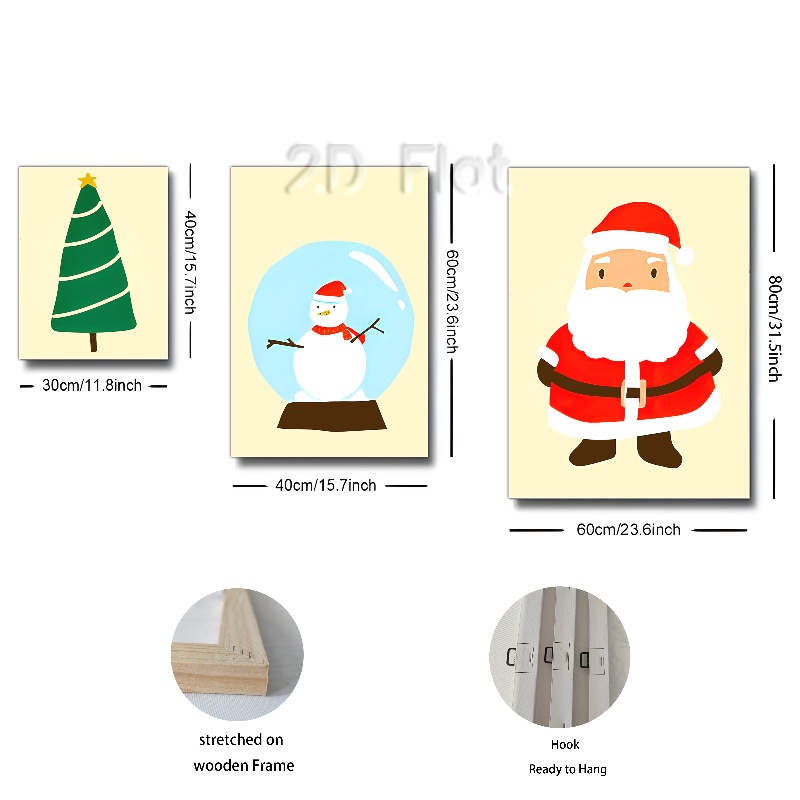 2D Flat
40cm/15.7inch
30cm/11.8inch
60cm/23.6inch
40cm/15.7inch
80cm/31.5inch
60cm/23.6inch
stretched on
wooden Frame
Hook
Ready to Hang